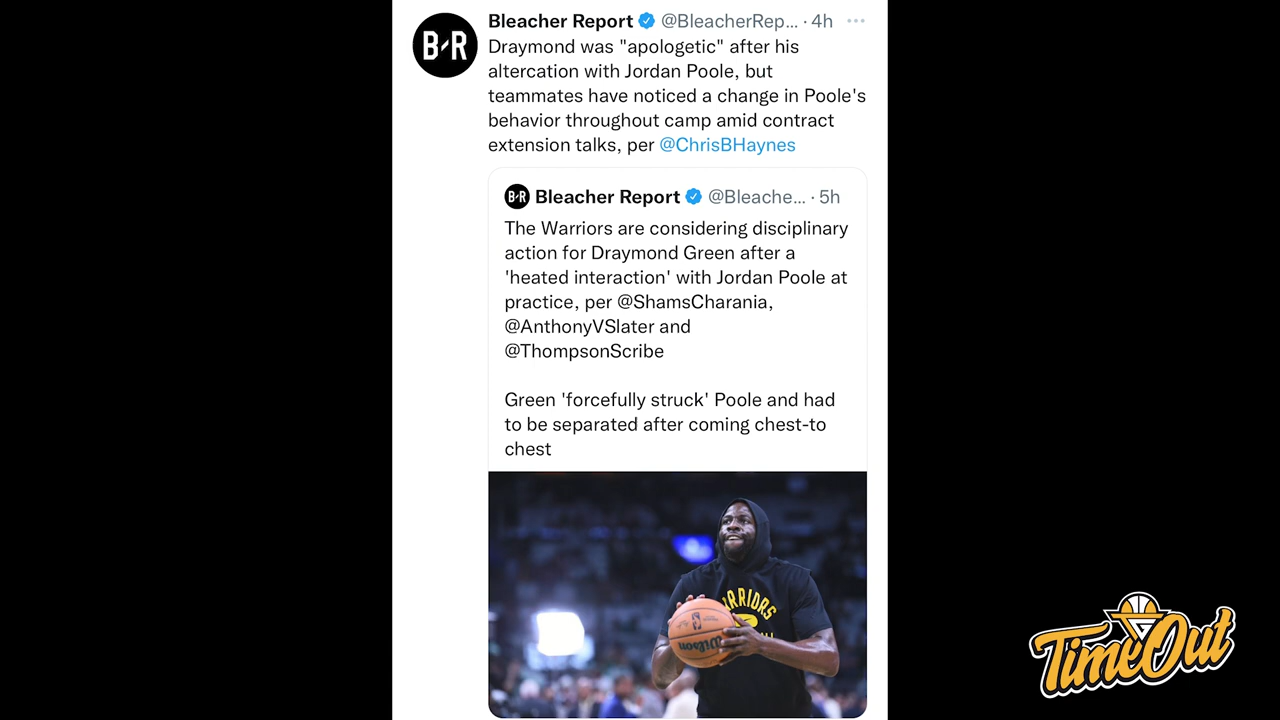 Bleacher Report @BleacherRep... · 4h ···
Draymond was "apologetic" after his
altercation with Jordan Poole, but
teammates have noticed a change in Poole's
behavior throughout camp amid contract
extension talks, per @ChrisBHaynes
B/R
B/R Bleacher Report @Bleache... · 5h
The Warriors are considering disciplinary
action for Draymond Green after a
'heated interaction' with Jordan Poole at
practice, per @ShamsCharania,
@AnthonyVSlater and
@ThompsonScribe
Green 'forcefully struck' Poole and had
to be separated after coming chest-to
chest
Wilson
TimeOut